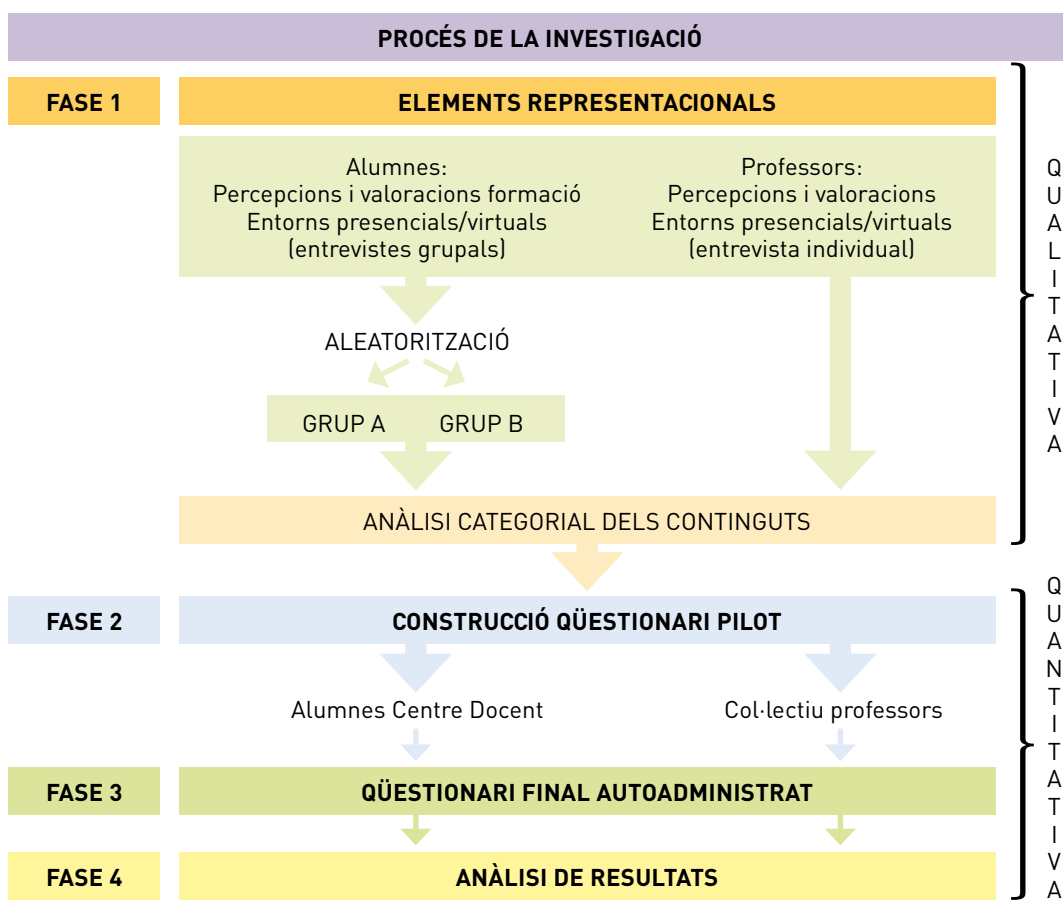 PROCÉS DE LA INVESTIGACIÓ
FASE 1
ELEMENTS REPRESENTACIONALS
Alumnes:
Percepcions i valoracions formació
Entorns presencials/virtuals
(entrevistes grupals)
Professors:
Percepcions i valoracions
Entorns presencials/virtuals
(entrevista individual)
ALEATORITZACIÓ
GRUP A
GRUP B
ANÀLISI CATEGORIAL DELS CONTINGUTS
QUALITATIVA
FASE 2
CONSTRUCCIÓ QÜESTIONARI PILOT
Alumnes Centre Docent
Col·lectiu professors
FASE 3
QÜESTIONARI FINAL AUTOADMINISTRAT
FASE 4
ANÀLISI DE RESULTATS
QUANTITATIVA